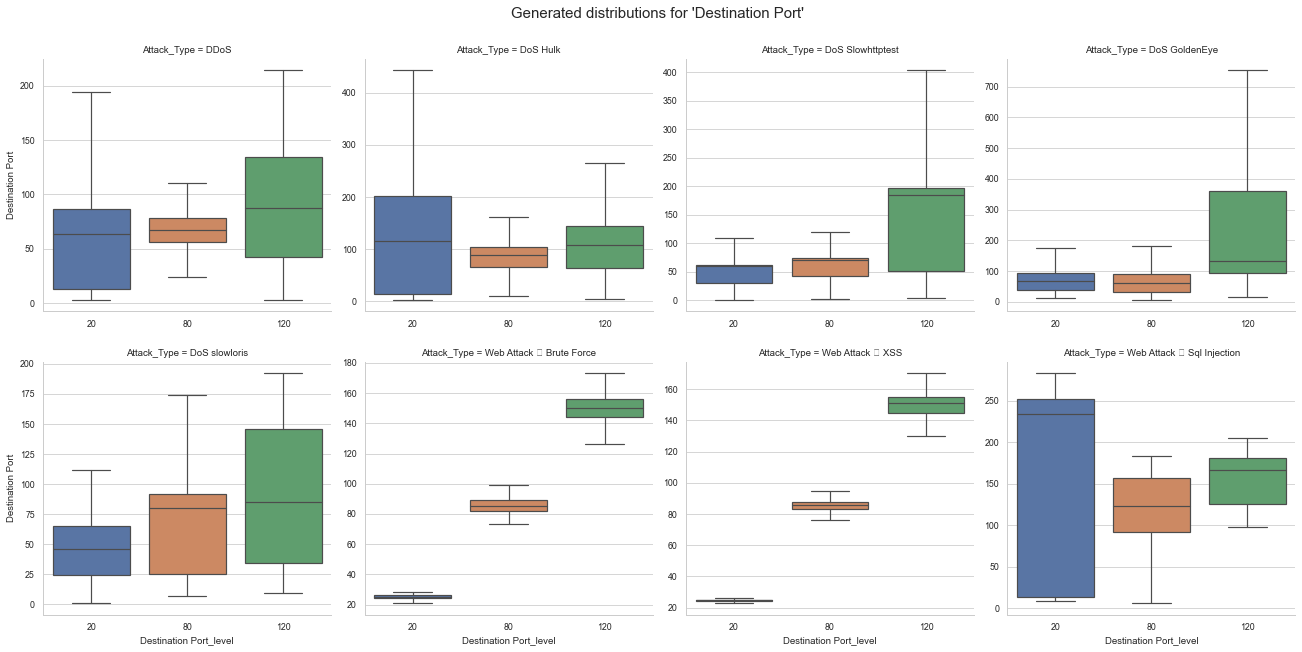 Generated distributions for 'Destination Port'
Attack_Type = DDoS
Attack_Type = DoS Hulk
Attack_Type = DoS Slowhttptest
Attack_Type = DoS GoldenEye
Destination Port
200
150
100
50
0
400
300
200
100
0
400
350
300
250
200
150
100
50
0
700
600
500
400
300
200
100
0
20 80 120
20 80 120
20 80 120
20 80 120
Attack_Type = DoS slowloris
Attack_Type = Web Attack ▯ Brute Force
Attack_Type = Web Attack ▯ XSS
Attack_Type = Web Attack ▯ Sql Injection
Destination Port
200
175
150
125
100
75
50
25
0
180
160
140
120
100
80
60
40
20
160
140
120
100
80
60
40
20
250
200
150
100
50
0
20 80 120
20 80 120
20 80 120
20 80 120
Destination Port_level
Destination Port_level
Destination Port_level
Destination Port_level